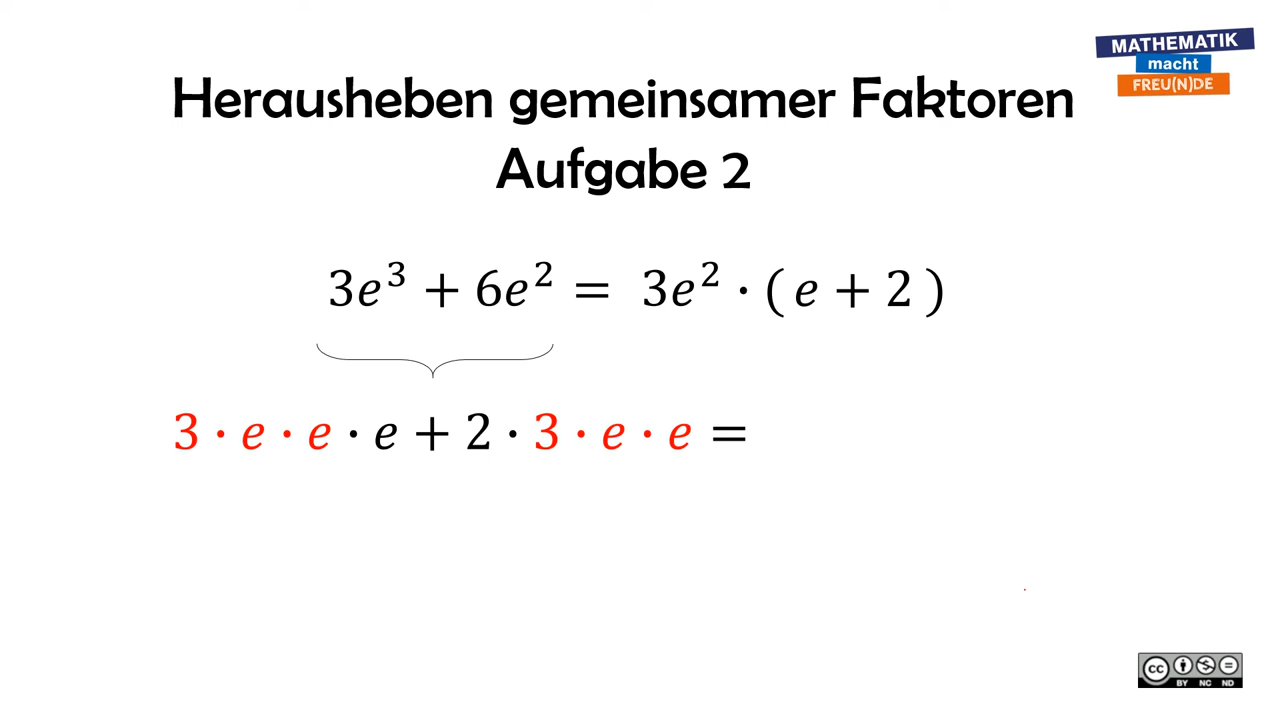 MATHEMATIK
macht
FREU(N)DE
Herausheben gemeinsamer Faktoren
Aufgabe 2
3e³ + 6e² = 3e² · ( e + 2 )
3 · e · e · e + 2 · 3 · e · e =
cc
BY NC ND